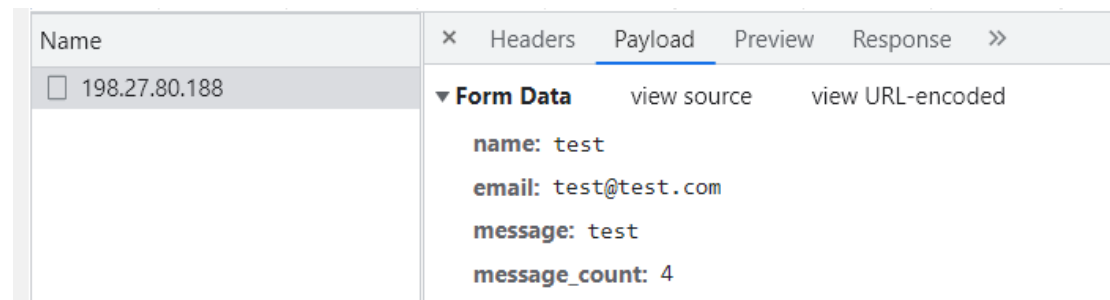 Name
198.27.80.188
× Headers Payload Preview Response »
▼ Form Data view source view URL-encoded
name: test
email: test@test.com
message: test
message_count: 4